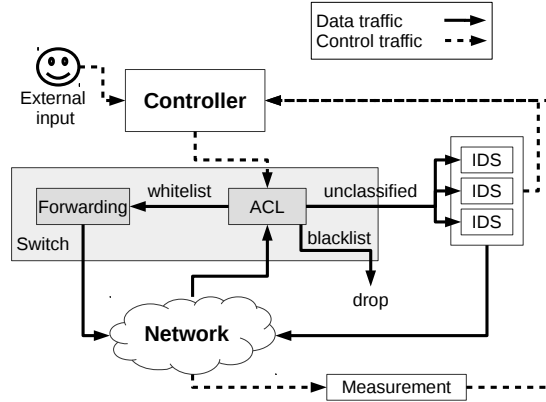 Data traffic
Control traffic
External
input
Controller
IDS
IDS
IDS
whitelist
unclassified
Forwarding
ACL
blacklist
Switch
drop
Network
Measurement